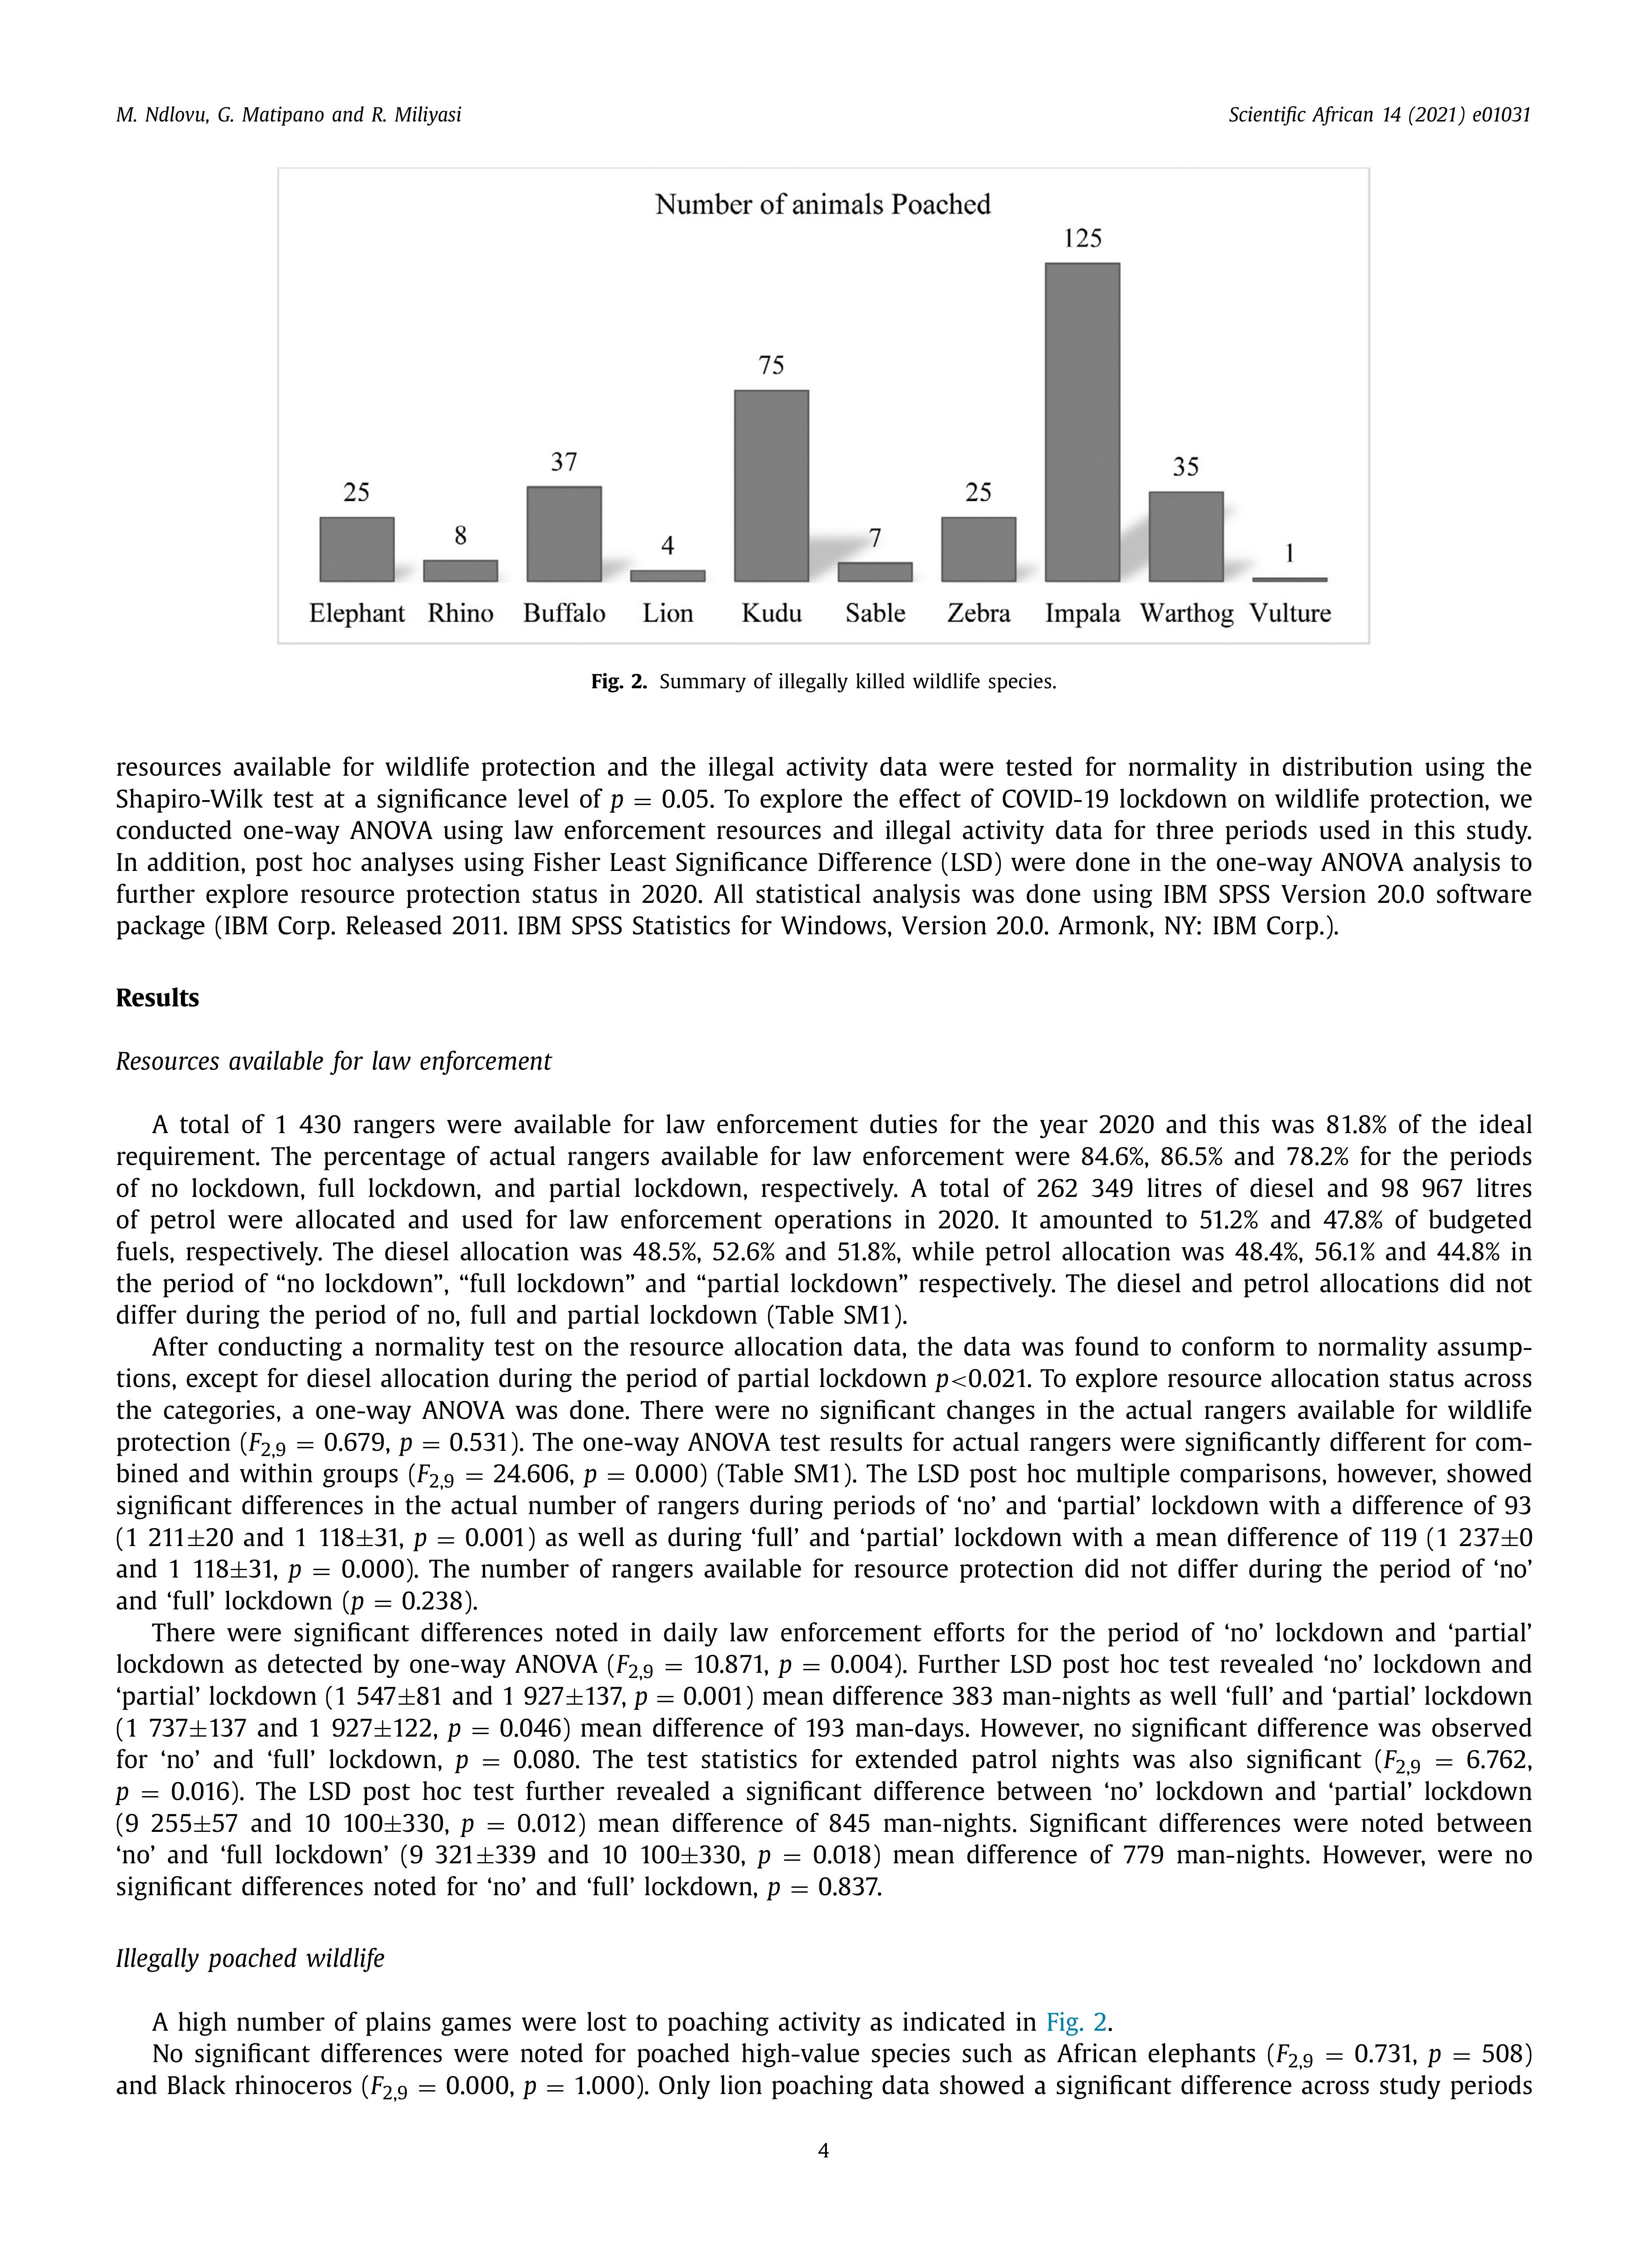 M. Ndlovu, G. Matipano and R. Miliyasi
Scientific African 14 (2021) e01031
Number of animals Poached
125
75
37
35
25
25
8
7
4
1
Elephant Rhino Buffalo Lion Kudu Sable Zebra Impala Warthog Vulture
Fig. 2. Summary of illegally killed wildlife species.
resources available for wildlife protection and the illegal activity data were tested for normality in distribution using the
Shapiro-Wilk test at a significance level of p = 0.05. To explore the effect of COVID-19 lockdown on wildlife protection, we
conducted one-way ANOVA using law enforcement resources and illegal activity data for three periods used in this study.
In addition, post hoc analyses using Fisher Least Significance Difference (LSD) were done in the one-way ANOVA analysis to
further explore resource protection status in 2020. All statistical analysis was done using IBM SPSS Version 20.0 software
package (IBM Corp. Released 2011. IBM SPSS Statistics for Windows, Version 20.0. Armonk, NY: IBM Corp.).
Results
Resources available for law enforcement
A total of 1 430 rangers were available for law enforcement duties for the year 2020 and this was 81.8% of the ideal
requirement. The percentage of actual rangers available for law enforcement were 84.6%, 86.5% and 78.2% for the periods
of no lockdown, full lockdown, and partial lockdown, respectively. A total of 262 349 litres of diesel and 98 967 litres
of petrol were allocated and used for law enforcement operations in 2020. It amounted to 51.2% and 47.8% of budgeted
fuels, respectively. The diesel allocation was 48.5%, 52.6% and 51.8%, while petrol allocation was 48.4%, 56.1% and 44.8% in
the period of “no lockdown”, “full lockdown” and “partial lockdown” respectively. The diesel and petrol allocations did not
differ during the period of no, full and partial lockdown (Table SM1).
After conducting a normality test on the resource allocation data, the data was found to conform to normality assump-
tions, except for diesel allocation during the period of partial lockdown p<0.021. To explore resource allocation status across
the categories, a one-way ANOVA was done. There were no significant changes in the actual rangers available for wildlife
protection (F2,9 = 0.679, p = 0.531). The one-way ANOVA test results for actual rangers were significantly different for com-
bined and within groups (F2,9 = 24.606, p = 0.000) (Table SM1). The LSD post hoc multiple comparisons, however, showed
significant differences in the actual number of rangers during periods of ‘no’ and ‘partial’ lockdown with a difference of 93
(1 211±20 and 1 118±31, p = 0.001) as well as during ‘full’ and ‘partial’ lockdown with a mean difference of 119 (1 237±0
and 1 118±31, p = 0.000). The number of rangers available for resource protection did not differ during the period of ‘no’
and ‘full’ lockdown (p = 0.238).
There were significant differences noted in daily law enforcement efforts for the period of ‘no’ lockdown and ‘partial’
lockdown as detected by one-way ANOVA (F2,9 = 10.871, p = 0.004). Further LSD post hoc test revealed ‘no’ lockdown and
‘partial’ lockdown (1 547±81 and 1 927±137, p = 0.001) mean difference 383 man-nights as well ‘full’ and ‘partial’ lockdown
(1 737±137 and 1 927±122, p = 0.046) mean difference of 193 man-days. However, no significant difference was observed
for ‘no’ and ‘full’ lockdown, p = 0.080. The test statistics for extended patrol nights was also significant (F2,9 = 6.762,
p = 0.016). The LSD post hoc test further revealed a significant difference between ‘no’ lockdown and ‘partial’ lockdown
(9 255±57 and 10 100±330, p = 0.012) mean difference of 845 man-nights. Significant differences were noted between
‘no’ and ‘full lockdown’ (9 321±339 and 10 100±330, p = 0.018) mean difference of 779 man-nights. However, were no
significant differences noted for ‘no’ and ‘full’ lockdown, p = 0.837.
Illegally poached wildlife
A high number of plains games were lost to poaching activity as indicated in Fig. 2.
No significant differences were noted for poached high-value species such as African elephants (F2,9 = 0.731, p = 508)
and Black rhinoceros (F2,9 = 0.000, p = 1.000). Only lion poaching data showed a significant difference across study periods
4